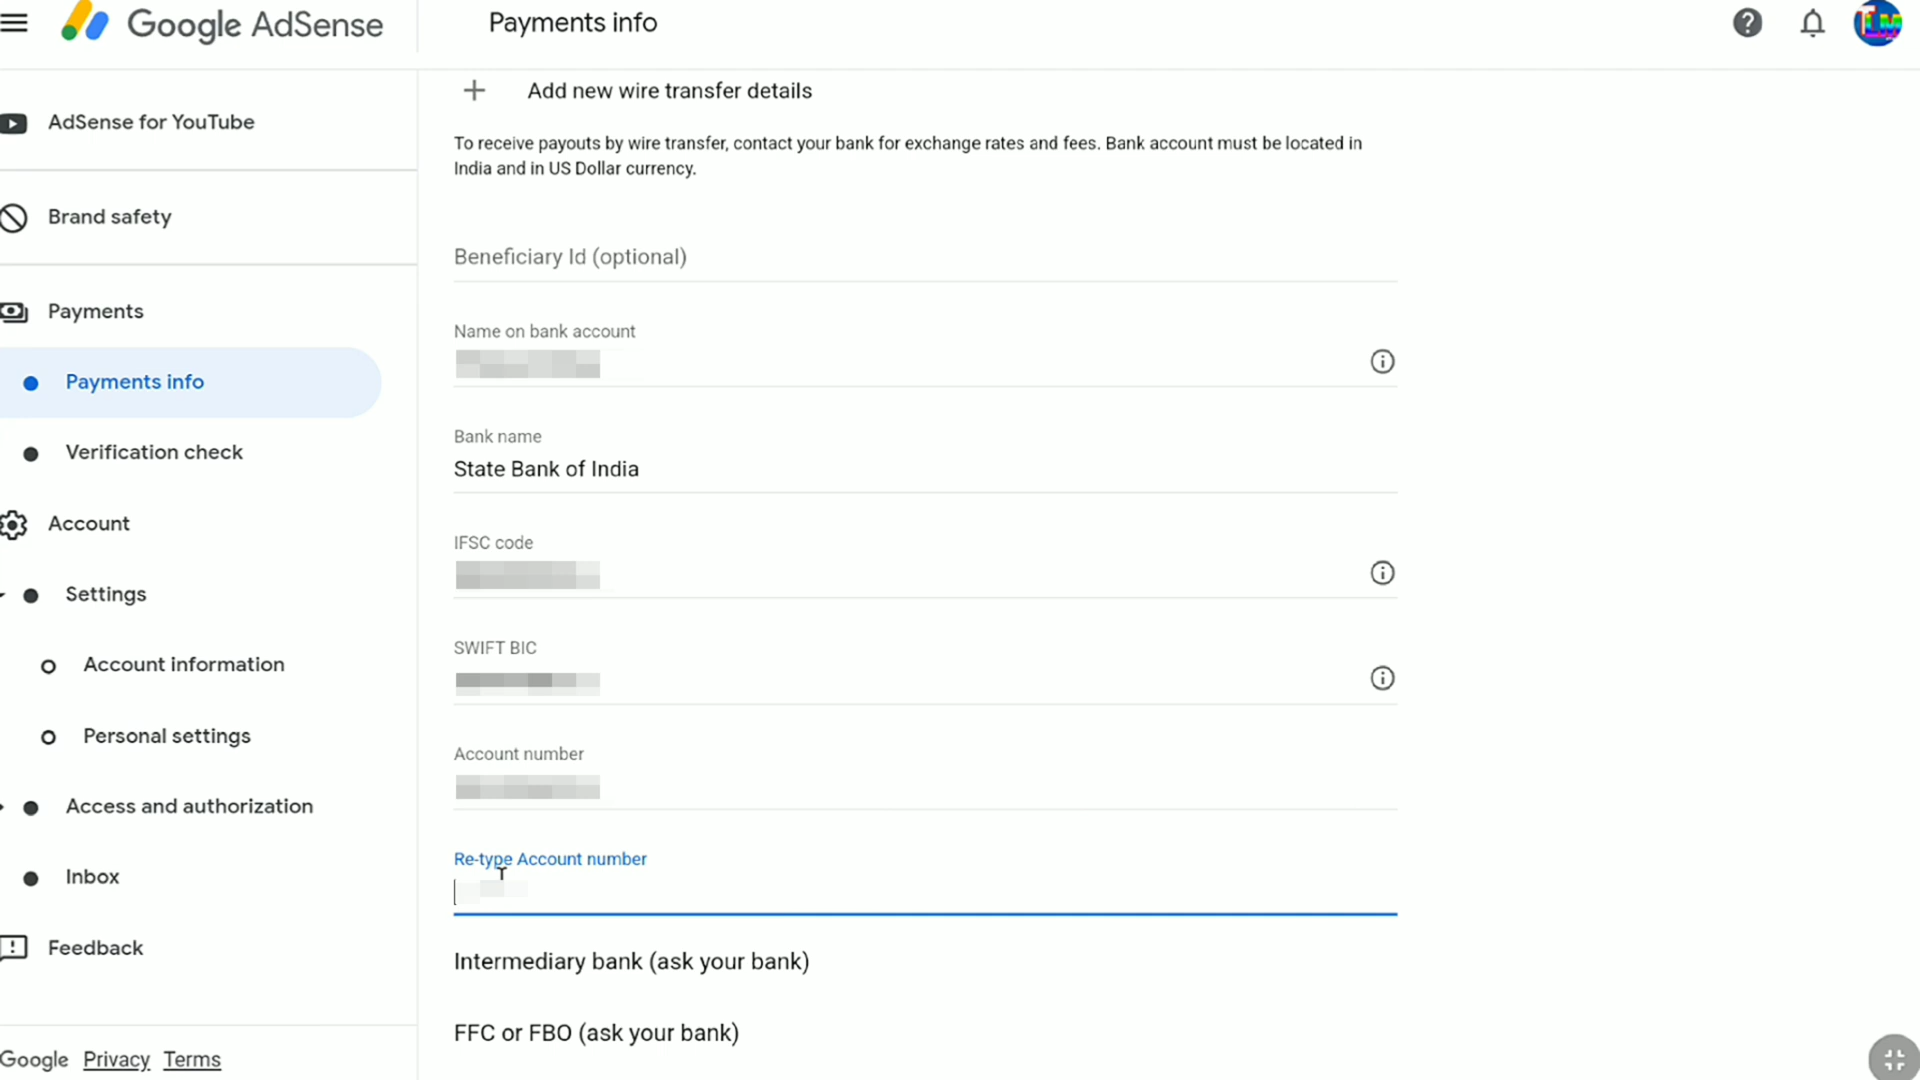 Google AdSense
Payments info
AdSense for YouTube
Brand safety
Payments
Payments info
Verification check
Account
Settings
Account information
Personal settings
Access and authorization
Inbox
Feedback
Google Privacy Terms
Add new wire transfer details
To receive payouts by wire transfer, contact your bank for exchange rates and fees. Bank account must be located in
India and in US Dollar currency.
Beneficiary Id (optional)
Name on bank account
Bank name
State Bank of India
IFSC code
SWIFT BIC
Account number
Re-type Account number
Intermediary bank (ask your bank)
FFC or FBO (ask your bank)